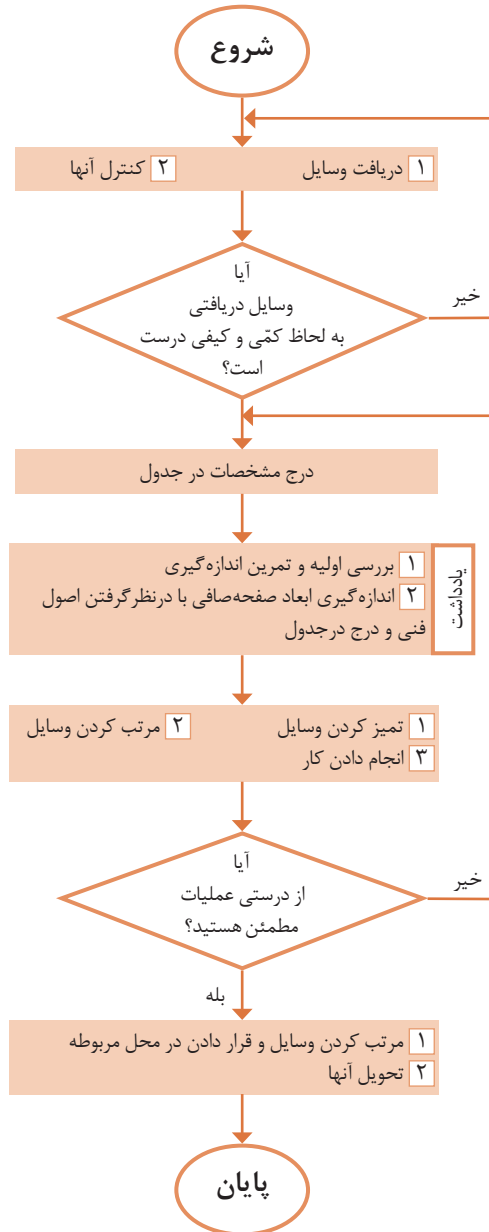 شروع
۱ دریافت وسایل ۲ کنترل آنها
آیا
وسایل دریافتی
به لحاظ کمّی و کیفی درست
است؟
خیر
درج مشخصات در جدول
یادداشت
۱ بررسی اولیه و تمرین اندازه‌گیری
۲ اندازه‌گیری ابعاد صفحه‌صافی با درنظرگرفتن اصول
فنی و درج درجدول
۱ تمیز کردن وسایل ۲ مرتب کردن وسایل
۳ انجام دادن کار
آیا
از درستی عملیات
مطمئن هستید؟
خیر
بله
۱ مرتب کردن وسایل و قرار دادن در محل مربوطه
۲ تحویل آنها
پایان